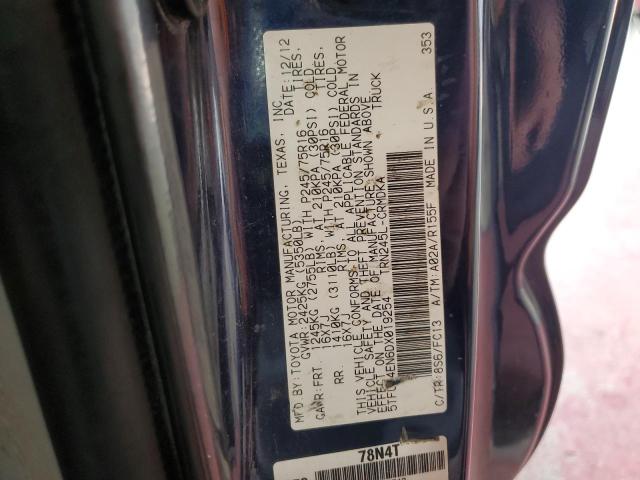 MFD BY:TOYOTA MOTOR MANUFACTURING, TEXAS, INC.
GVWR:2425KG (5350LB) DATE:12/12
GAWR:FRT. 1245KG (2755LB) WITH P245/75R16 TIRES,
16X7J RIMS, AT 210KPA (30PSI) COLD
RR. 1410KG (3110LB) WITH P245/75R16 TIRES,
16X7J RIMS, AT 210KPA (30PSI) COLD
THIS VEHICLE CONFORMS TO ALL APPLICABLE FEDERAL MOTOR
VEHICLE SAFETY AND THEFT PREVENTION STANDARDS IN
EFFECT ON THE DATE OF MANUFACTURE SHOWN ABOVE.
5TFUU4EN6DX019254 TRUCK
TRN245L-CRMDKA
C/TR:8S6/FC13 A/TM:A02A/R155F MADE IN U.S.A. 353
78N4T